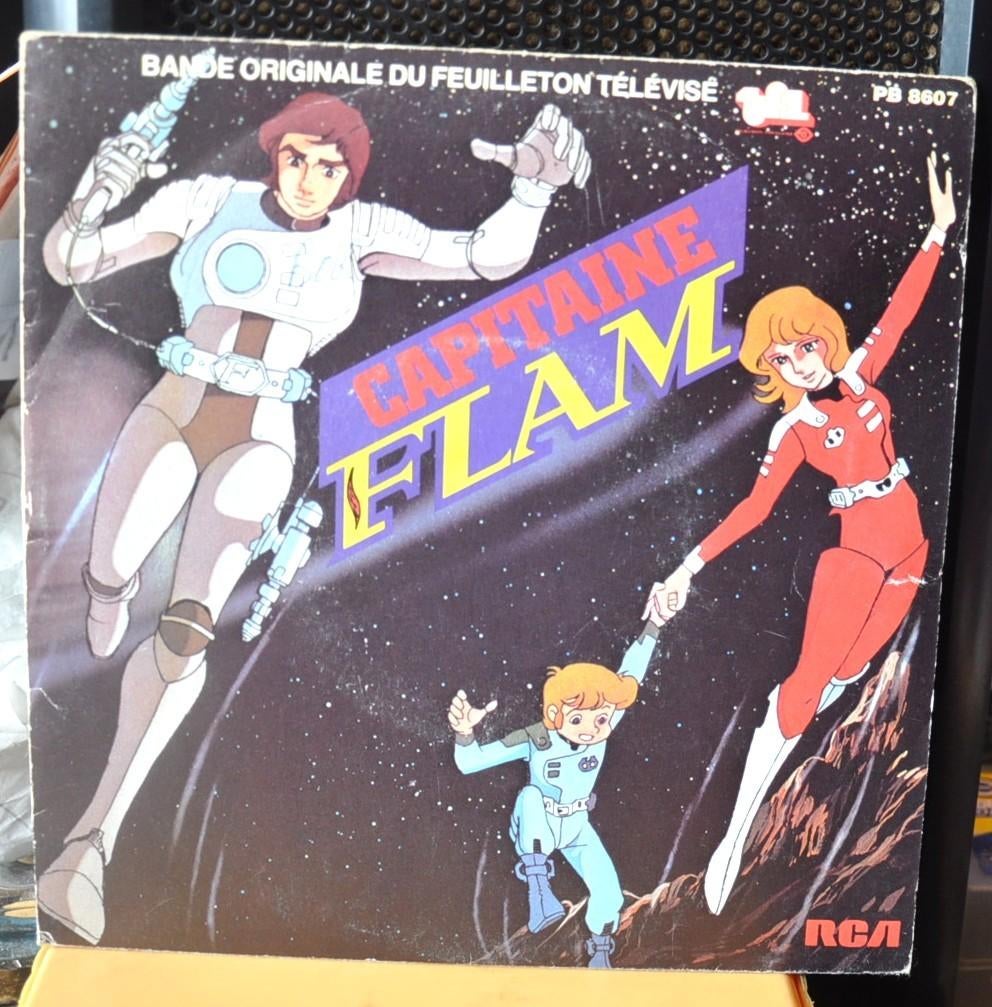 BANDE ORIGINALE DU FEUILLETON TÉLÉVISÉ
PB 8607
CAPITAINE
FLAM
RCA